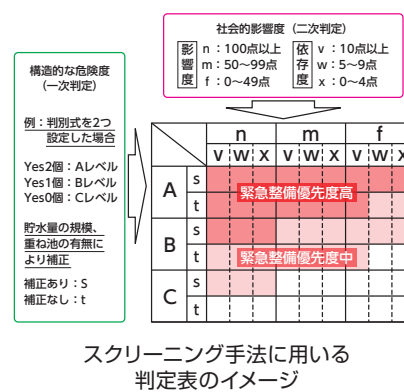 社会的影響度（二次判定）
影響度
n：100点以上
m：50～99点
f：0～49点
依存度
v：10点以上
w：5～9点
x：0～4点
構造的な危険度
（一次判定）
例：判別式を2つ
設定した場合
Yes2個：Aレベル
Yes1個：Bレベル
Yes0個：Cレベル
貯水量の規模、
重ね池の有無に
より補正
補正あり：S
補正なし：t
n m f
v w x v w x v w x
A s
t
B s
t
C s
t
緊急整備優先度高
緊急整備優先度中
スクリーニング手法に用いる
判定表のイメージ